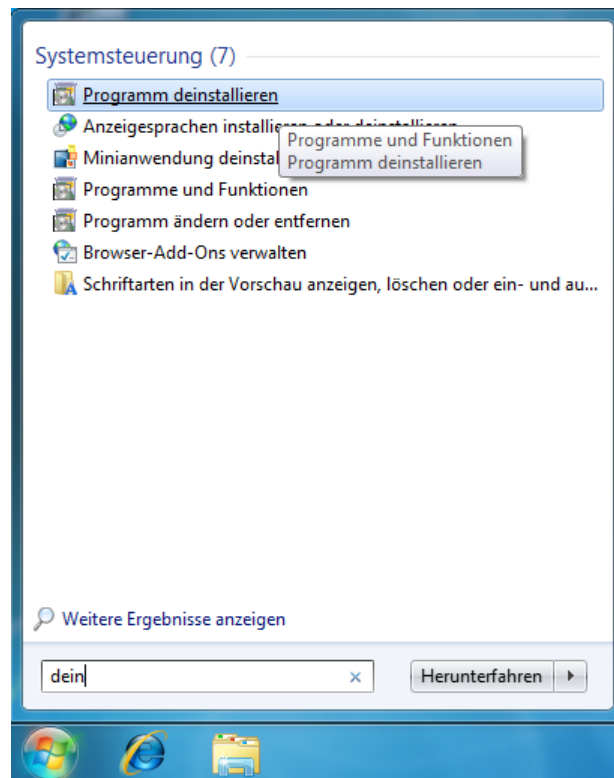 Systemsteuerung (7)
Programm deinstallieren
Anzeigesprachen installieren oder deinstallieren
Programme und Funktionen
Programm deinstallieren
Minianwendung deinstal
Programme und Funktionen
Programm ändern oder entfernen
Browser-Add-Ons verwalten
Schriftarten in der Vorschau anzeigen, löschen oder ein- und au...
Weitere Ergebnisse anzeigen
dein
Herunterfahren